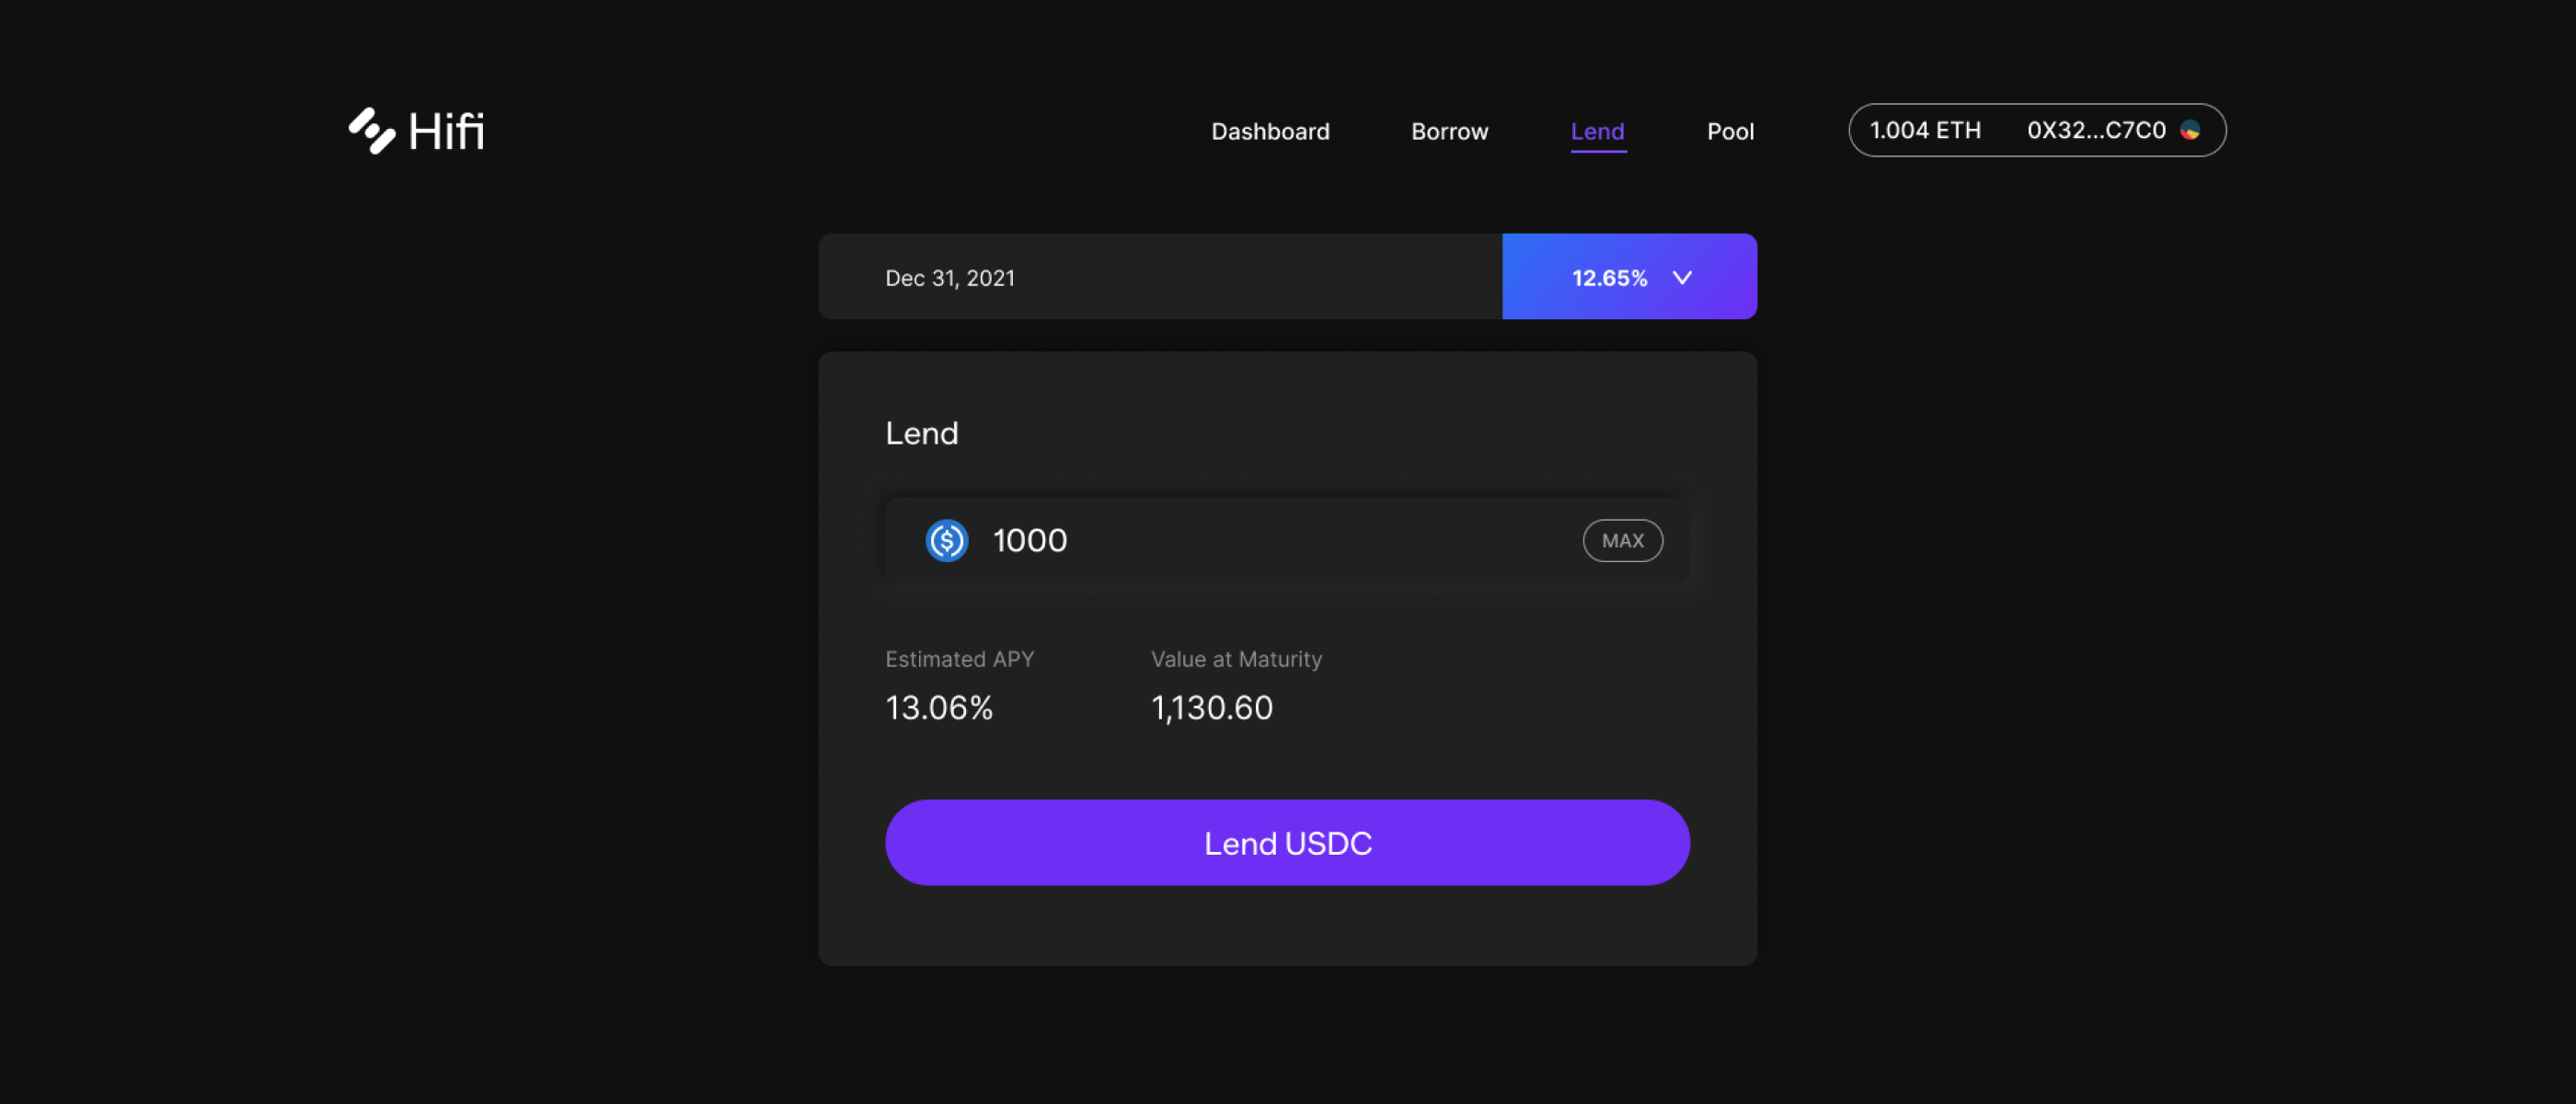 Hifi
Dashboard Borrow Lend Pool 1.004 ETH 0X32...C7C0
Dec 31, 2021 12.65%
Lend
$ 1000 MAX
Estimated APY Value at Maturity
13.06% 1,130.60
Lend USDC